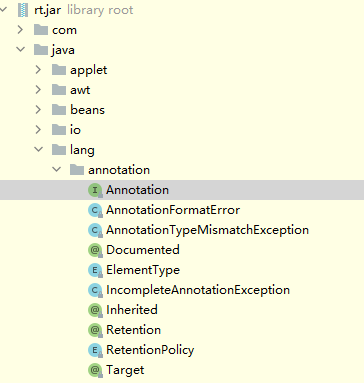 rt.jar library root
com
java
applet
awt
beans
io
lang
annotation
I Annotation
C AnnotationFormatError
C AnnotationTypeMismatchException
@ Documented
E ElementType
C IncompleteAnnotationException
@ Inherited
@ Retention
E RetentionPolicy
@ Target